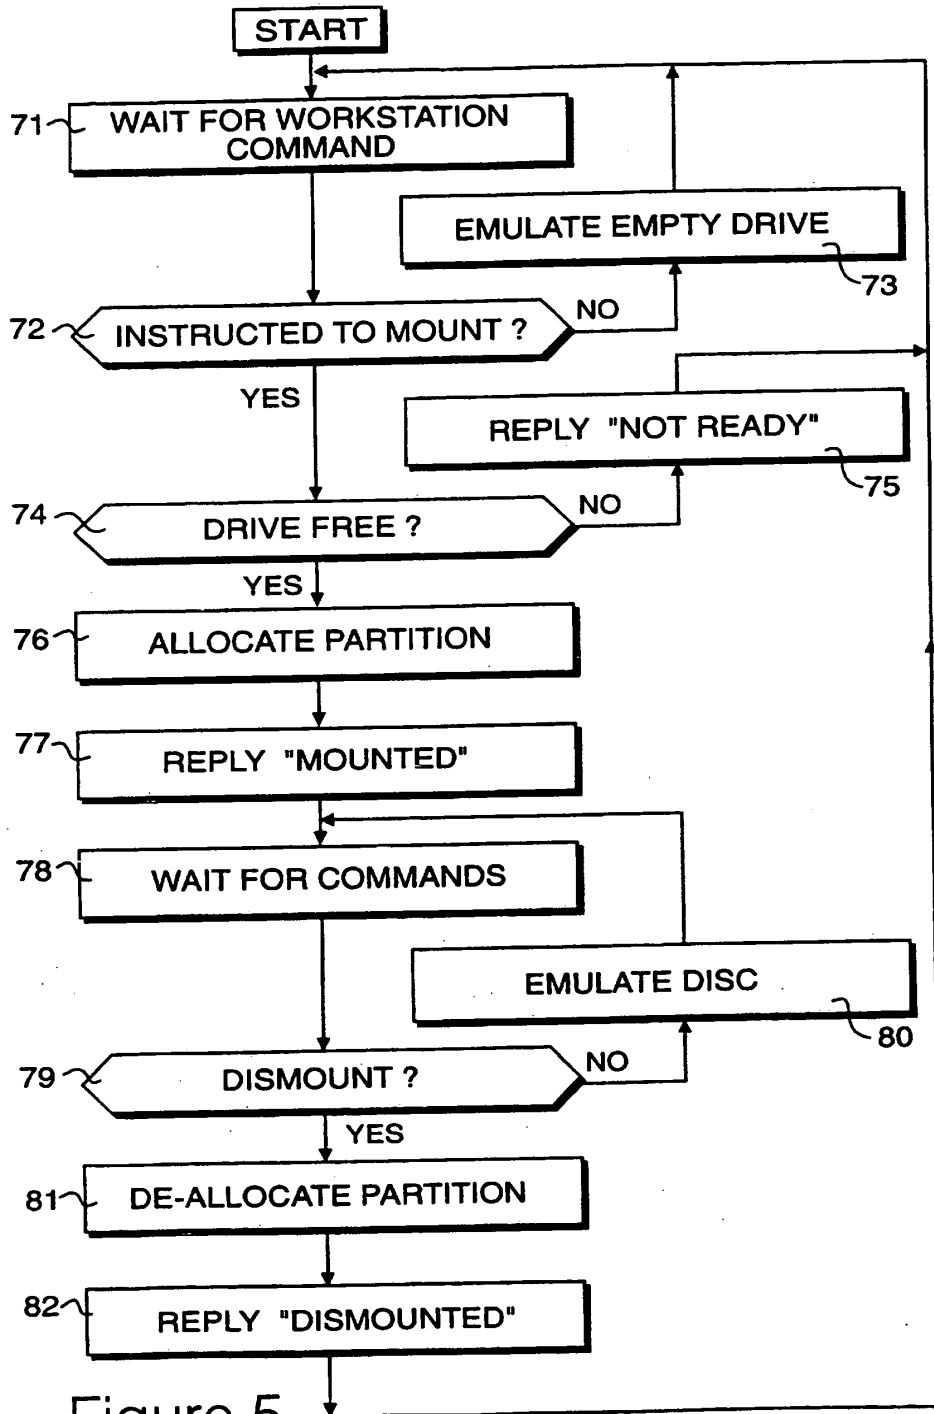 START
71 WAIT FOR WORKSTATION
COMMAND
EMULATE EMPTY DRIVE
73
72 INSTRUCTED TO MOUNT ?
NO
YES
REPLY "NOT READY"
75
74 DRIVE FREE ?
NO
YES
76 ALLOCATE PARTITION
77 REPLY "MOUNTED"
78 WAIT FOR COMMANDS
EMULATE DISC
80
79 DISMOUNT ?
NO
YES
81 DE-ALLOCATE PARTITION
82 REPLY "DISMOUNTED"
Figure 5